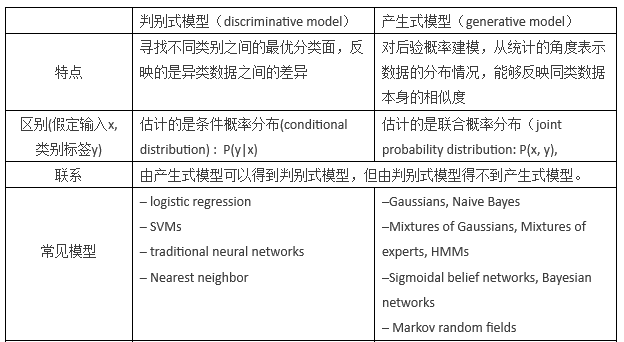 判别式模型（discriminative model）
产生式模型（generative model）
特点
寻找不同类别之间的最优分类面，反
映的是异类数据之间的差异
对后验概率建模，从统计的角度表示
数据的分布情况，能够反映同类数据
本身的相似度
区别(假定输入x,
类别标签y)
估计的是条件概率分布(conditional
distribution)： P(y|x)
估计的是联合概率分布（joint
probability distribution: P(x, y),
联系
由产生式模型可以得到判别式模型，但由判别式模型得不到产生式模型。
常见模型
– logistic regression
– SVMs
– traditional neural networks
– Nearest neighbor
–Gaussians, Naive Bayes
–Mixtures of Gaussians, Mixtures of
experts, HMMs
–Sigmoidal belief networks, Bayesian
networks
– Markov random fields